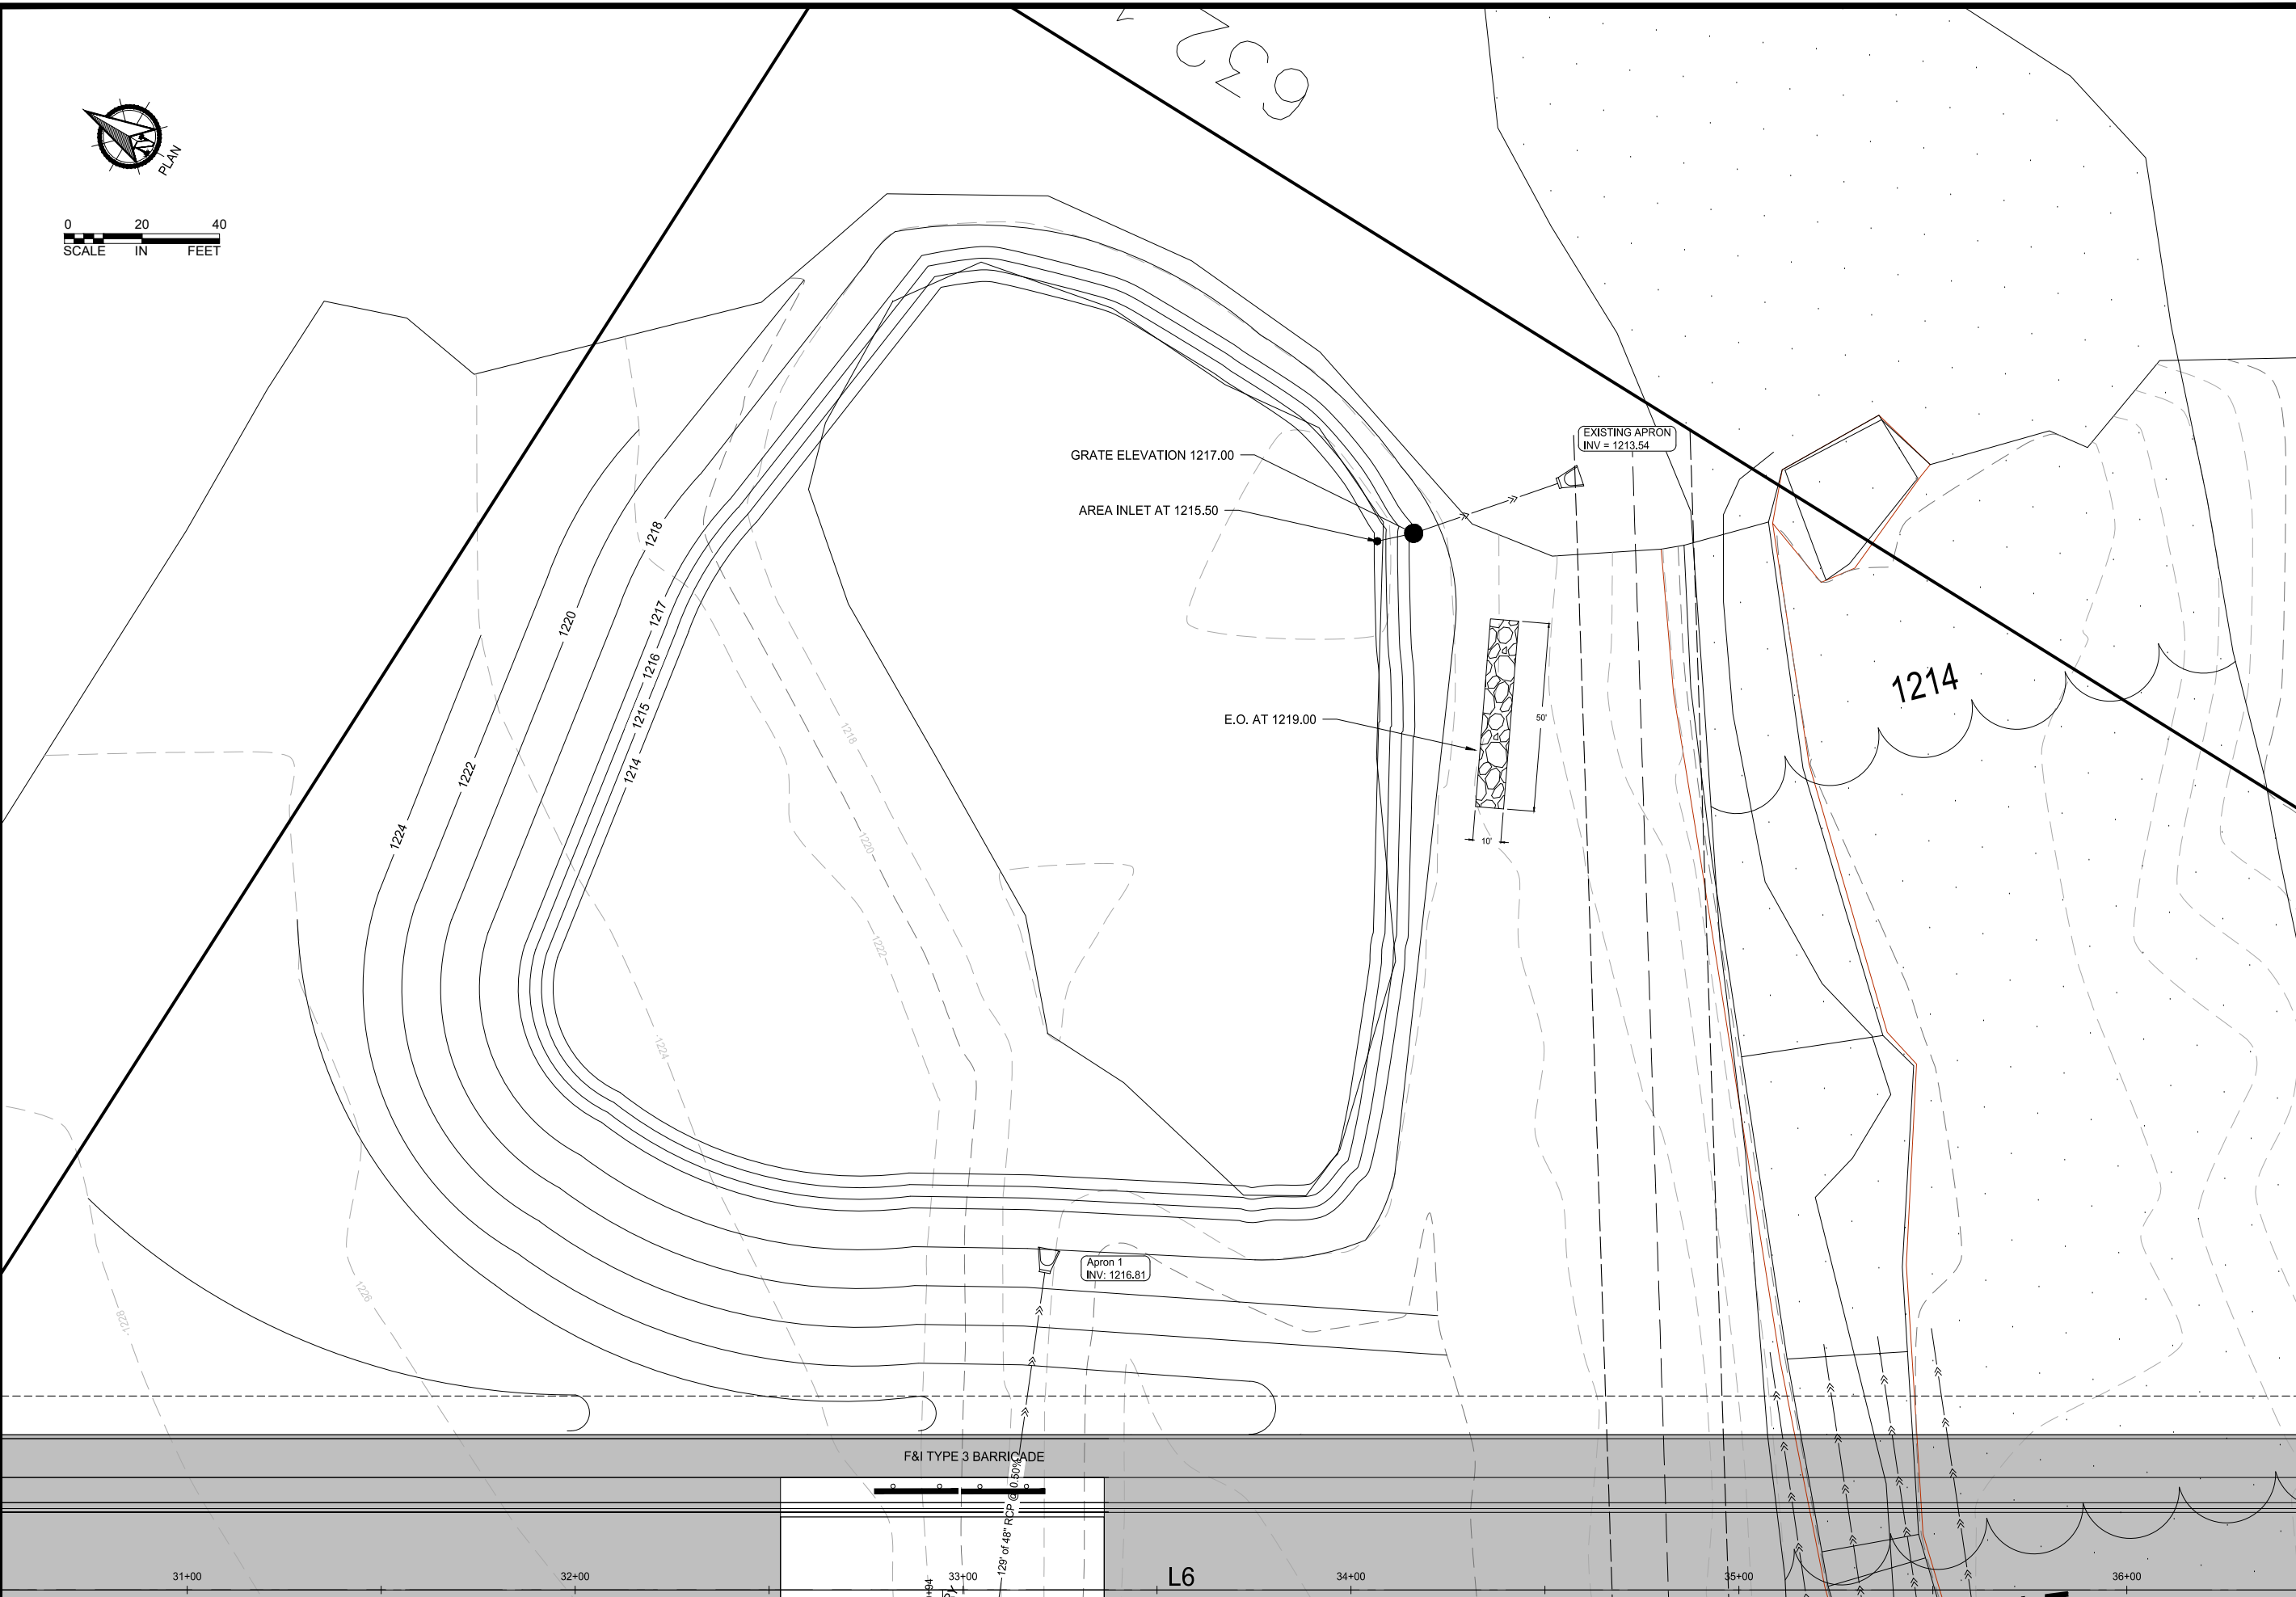 632
PLAN
0 20 40
SCALE IN FEET
EXISTING APRON
INV = 1213.54
GRATE ELEVATION 1217.00
AREA INLET AT 1215.50
1218
1220
1217
1216
1215
1214
1222
1224
1218
1220
1222
1224
1226
1228
E.O. AT 1219.00
50'
10'
1214
Apron 1
INV: 1216.81
F&I TYPE 3 BARRICADE
129' of 48" RCP @ 0.50%
31+00
32+00
+94
33+00
L6
34+00
35+00
36+00